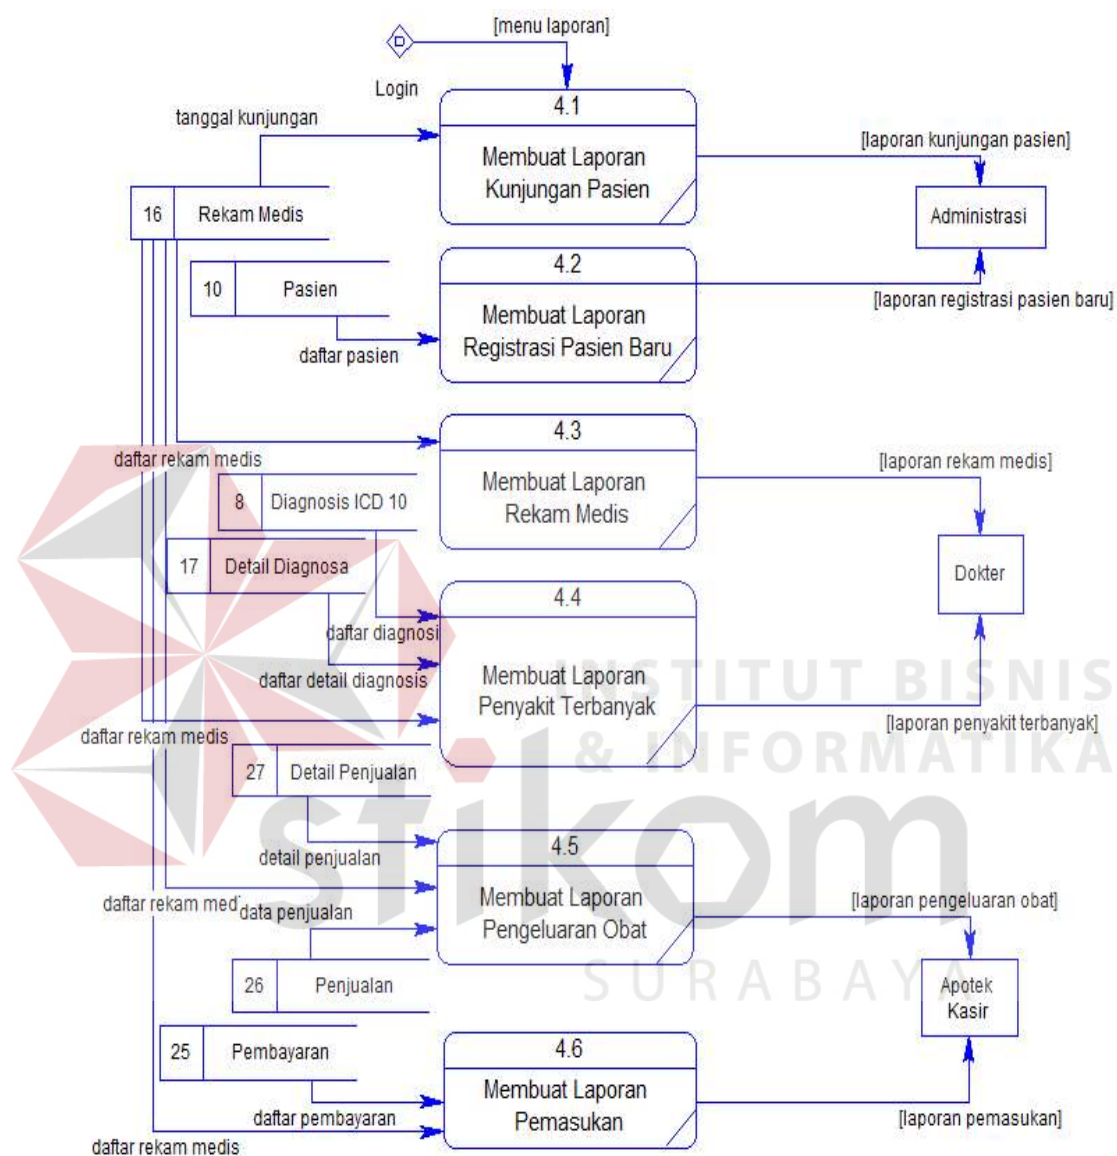 [menu laporan]
D
Login
4.1
Membuat Laporan
Kunjungan Pasien
tanggal kunjungan
[laporan kunjungan pasien]
16 Rekam Medis
Administrasi
4.2
Membuat Laporan
Registrasi Pasien Baru
10 Pasien
daftar pasien
[laporan registrasi pasien baru]
4.3
Membuat Laporan
Rekam Medis
daftar rekam medis
[laporan rekam medis]
8 Diagnosis ICD 10
17 Detail Diagnosa
Dokter
4.4
Membuat Laporan
Penyakit Terbanyak
daftar diagnosi
daftar detail diagnosis
daftar rekam medis
[laporan penyakit terbanyak]
INSTITUT BISNIS
& INFORMATIKA
stikom
SURABAYA
27 Detail Penjualan
detail penjualan
4.5
Membuat Laporan
Pengeluaran Obat
daftar rekam med
data penjualan
[laporan pengeluaran obat]
26 Penjualan
Apotek
Kasir
25 Pembayaran
4.6
Membuat Laporan
Pemasukan
daftar pembayaran
daftar rekam medis
[laporan pemasukan]